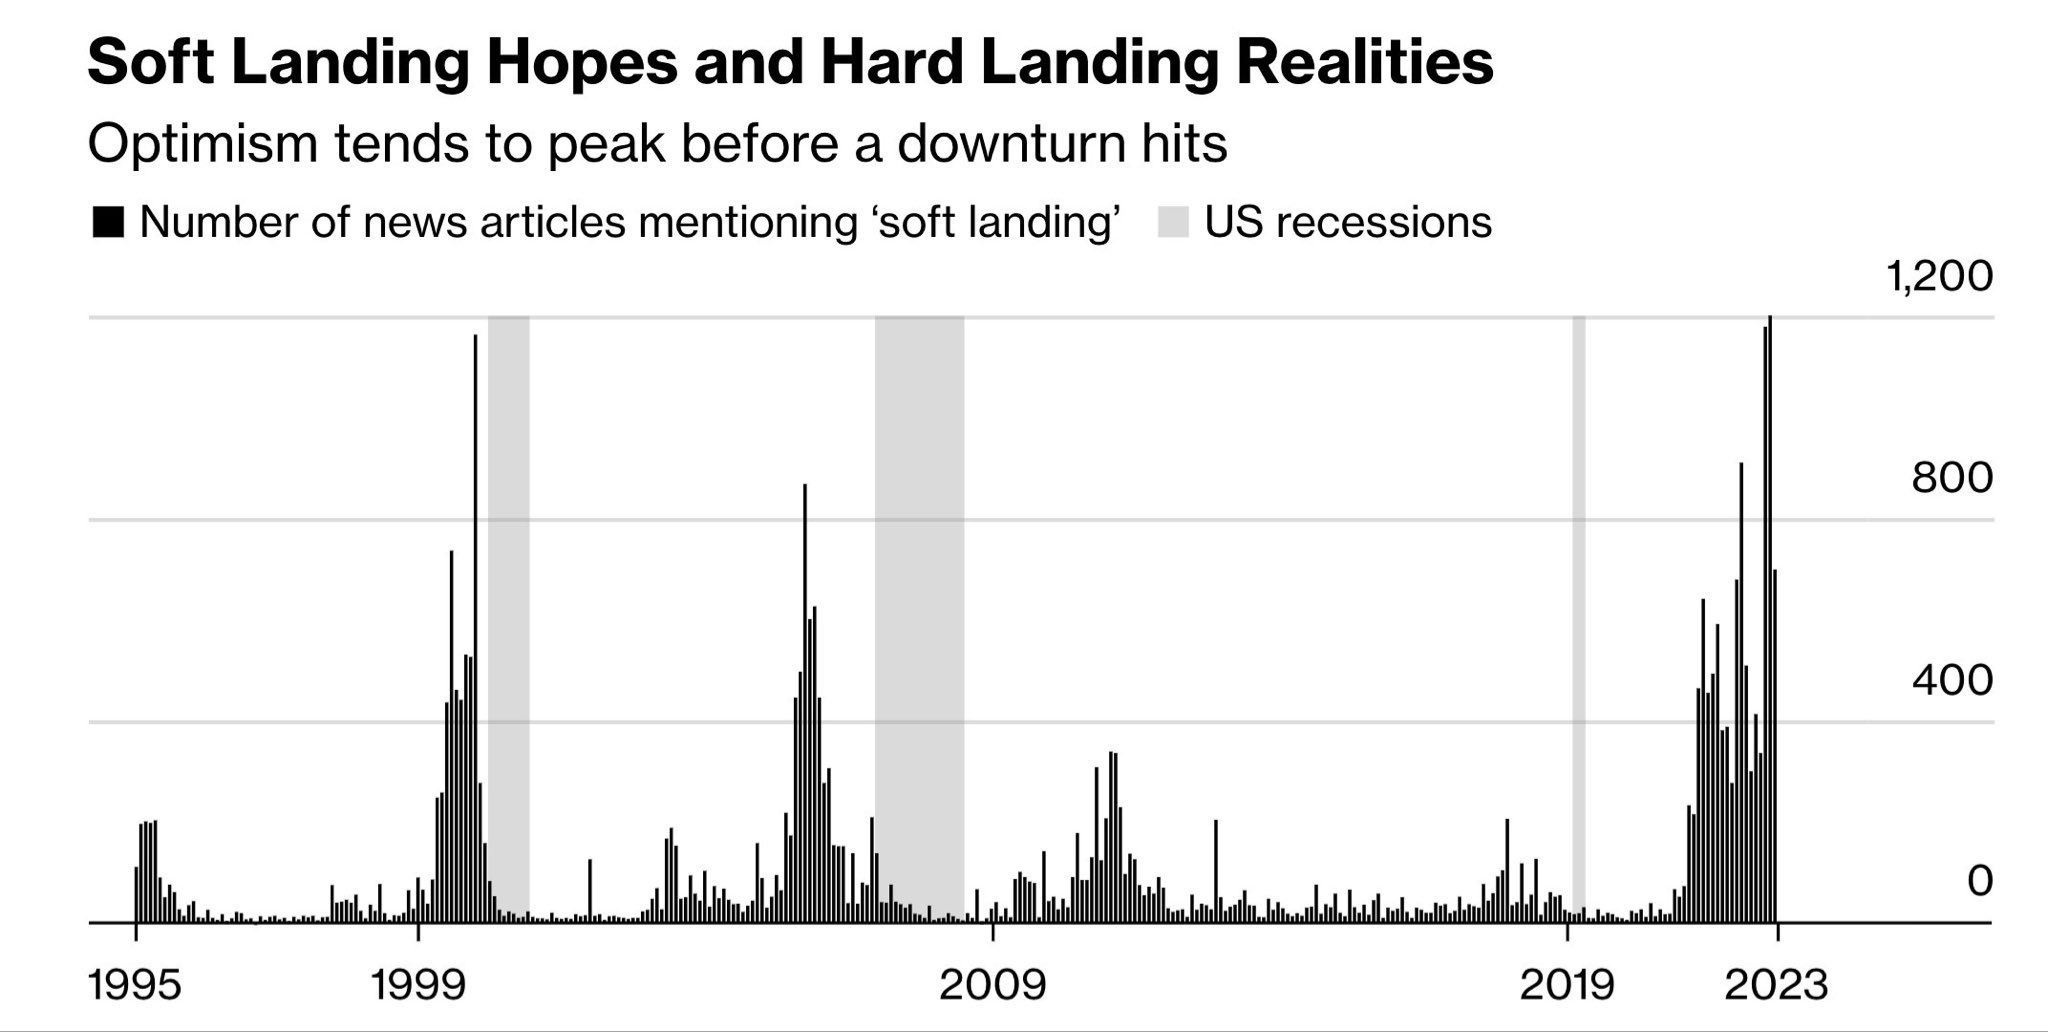 Soft Landing Hopes and Hard Landing Realities
Optimism tends to peak before a downturn hits
Number of news articles mentioning ‘soft landing’ US recessions
1,200
800
400
0
1995 1999 2009 2019 2023